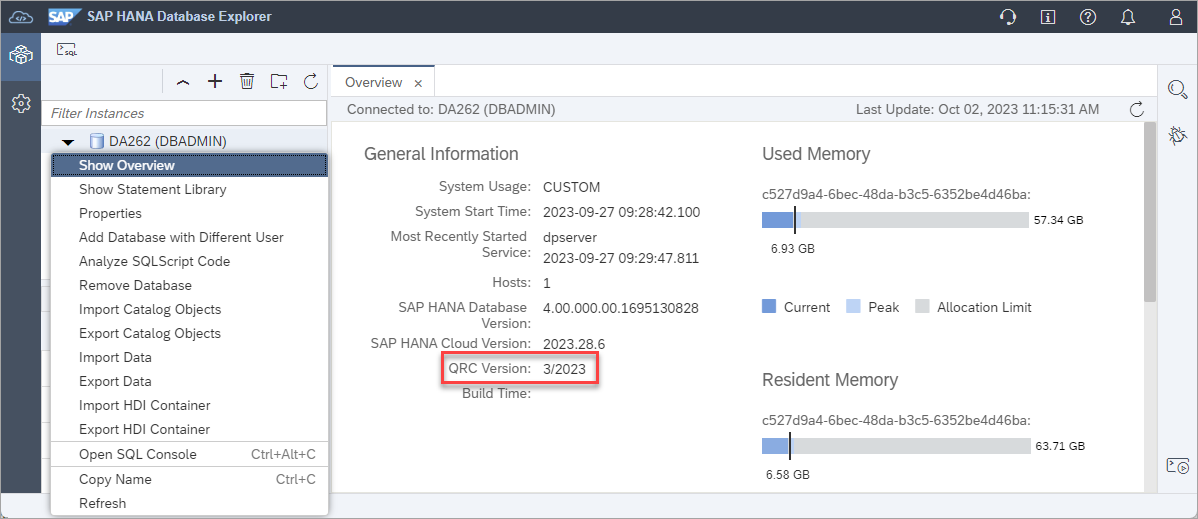 SAP SAP HANA Database Explorer
SQL
Filter Instances
DA262 (DBADMIN)
Show Overview
Show Statement Library
Properties
Add Database with Different User
Analyze SQLScript Code
Remove Database
Import Catalog Objects
Export Catalog Objects
Import Data
Export Data
Import HDI Container
Export HDI Container
Open SQL Console Ctrl+Alt+C
Copy Name Ctrl+C
Refresh
Overview ×
Connected to: DA262 (DBADMIN) Last Update: Oct 02, 2023 11:15:31 AM
General Information
System Usage: CUSTOM
System Start Time: 2023-09-27 09:28:42.100
Most Recently Started dpserver
Service: 2023-09-27 09:29:47.811
Hosts: 1
SAP HANA Database 4.00.000.00.1695130828
Version:
SAP HANA Cloud Version: 2023.28.6
QRC Version: 3/2023
Build Time:
Used Memory
c527d9a4-6bec-48da-b3c5-6352be4d46ba:
57.34 GB
6.93 GB
Current Peak Allocation Limit
Resident Memory
c527d9a4-6bec-48da-b3c5-6352be4d46ba:
63.71 GB
6.58 GB